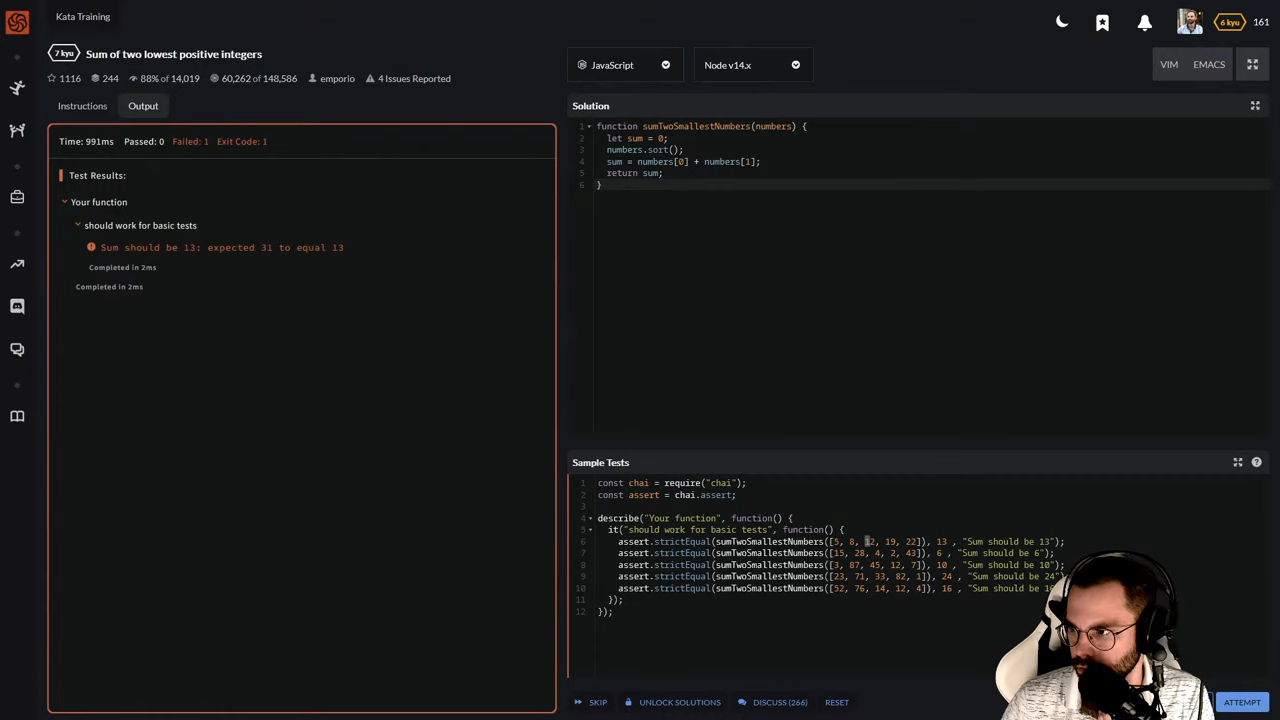 Kata Training
6 kyu
161
7 kyu
Sum of two lowest positive integers
1116
244
88% of 14,019
60,262 of 148,586
emporio
4 Issues Reported
JavaScript
Node v14.x
VIM
EMACS
Instructions
Output
Time: 991ms Passed: 0 Failed: 1 Exit Code: 1
Test Results:
Your function
should work for basic tests
Sum should be 13: expected 31 to equal 13
Completed in 2ms
Completed in 2ms
Solution
1 function sumTwoSmallestNumbers(numbers) {
2 let sum = 0;
3 numbers.sort();
4 sum = numbers[0] + numbers[1];
5 return sum;
6 }
Sample Tests
1 const chai = require("chai");
2 const assert = chai.assert;
3
4 describe("Your function", function() {
5 it("should work for basic tests", function() {
6 assert.strictEqual(sumTwoSmallestNumbers([5, 8, 12, 19, 22]), 13 , "Sum should be 13");
7 assert.strictEqual(sumTwoSmallestNumbers([15, 28, 4, 2, 43]), 6 , "Sum should be 6");
8 assert.strictEqual(sumTwoSmallestNumbers([3, 87, 45, 12, 7]), 10 , "Sum should be 10");
9 assert.strictEqual(sumTwoSmallestNumbers([23, 71, 33, 82, 1]), 24 , "Sum should be 24")
10 assert.strictEqual(sumTwoSmallestNumbers([52, 76, 14, 12, 4]), 16 , "Sum should be
11 });
12 });
SKIP
UNLOCK SOLUTIONS
DISCUSS (266)
RESET
ATTEMPT